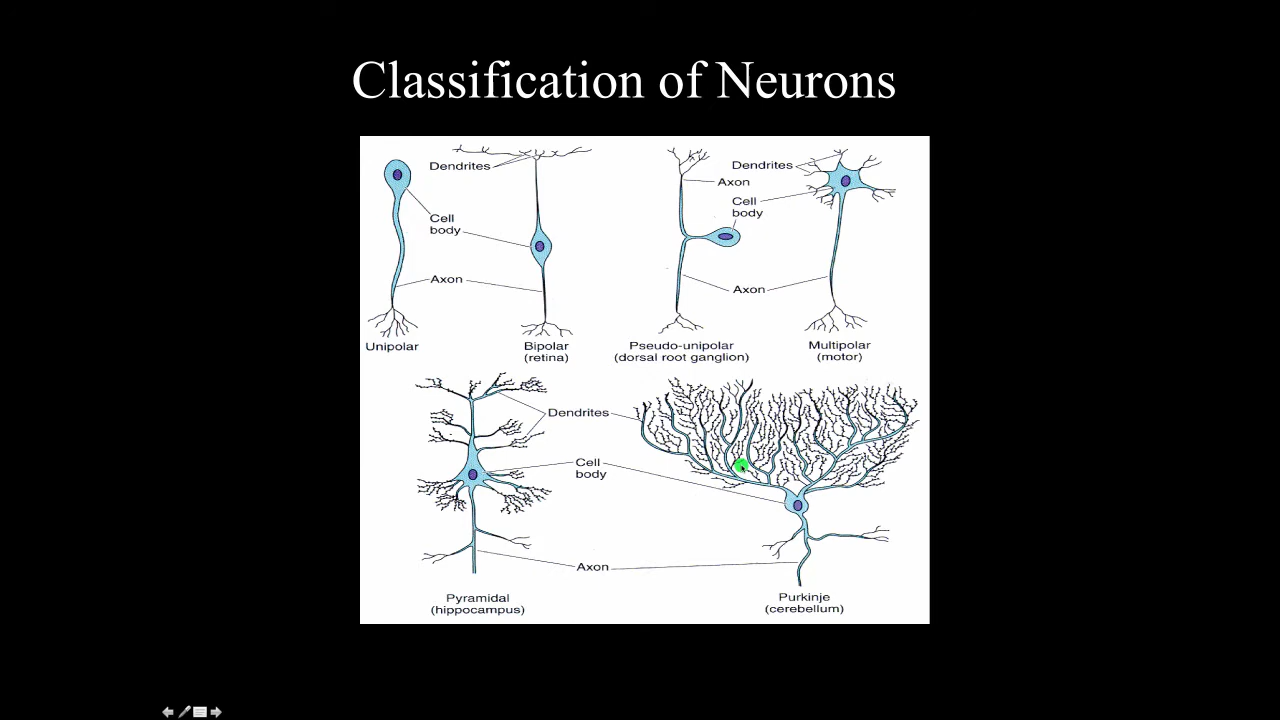 Classification of Neurons
Dendrites
Cell
body
Axon
Unipolar
Bipolar
(retina)
Dendrites
Axon
Cell
body
Axon
Pseudo-unipolar
(dorsal root ganglion)
Multipolar
(motor)
Dendrites
Cell
body
Axon
Pyramidal
(hippocampus)
Purkinje
(cerebellum)